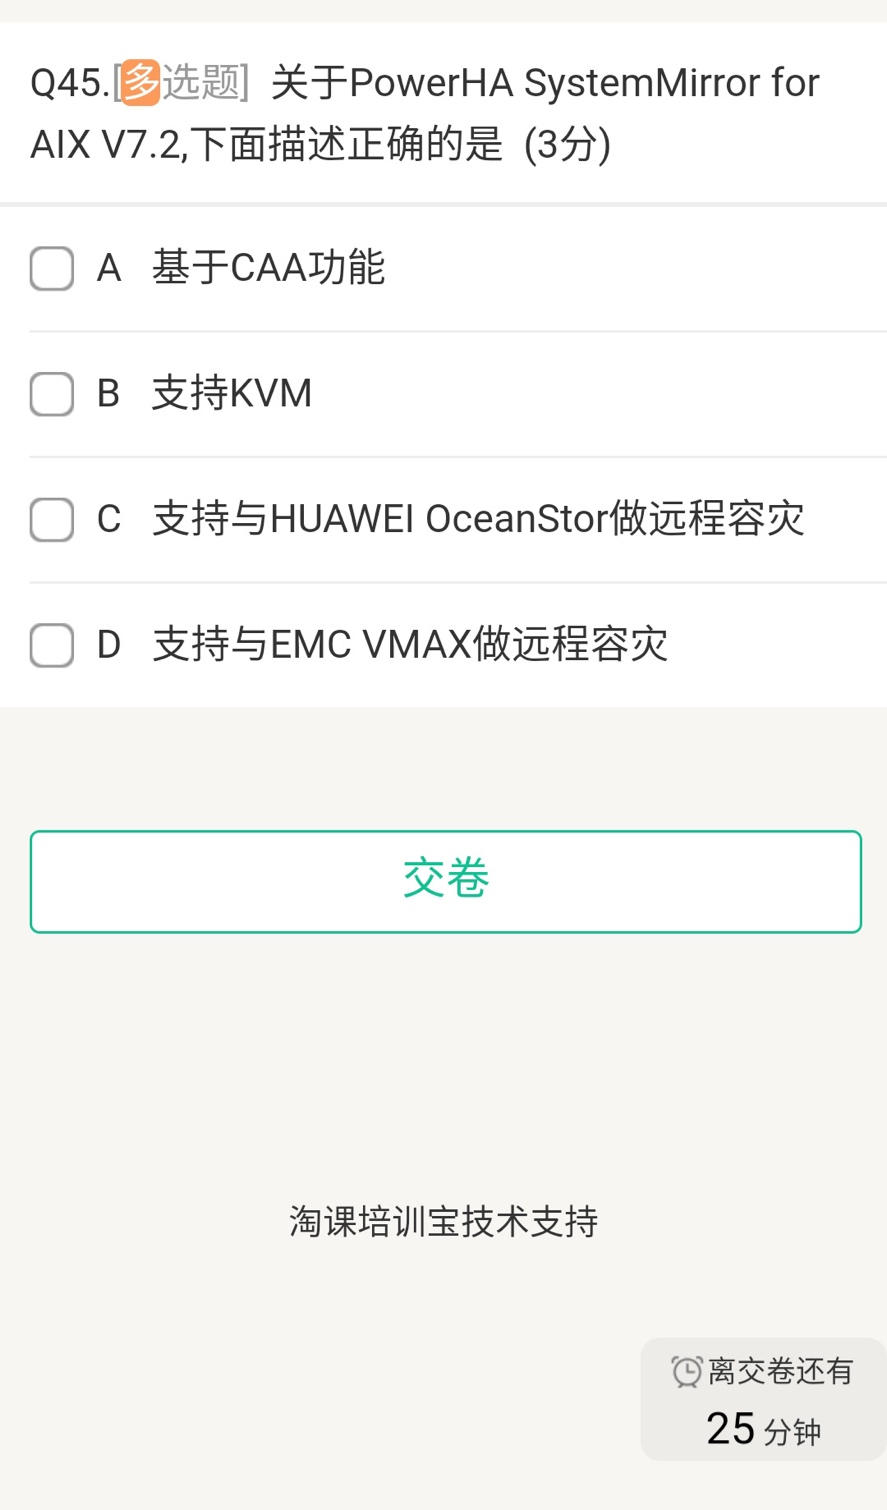 Q45.[多选题] 关于PowerHA SystemMirror for
AIX V7.2,下面描述正确的是 (3分)
A 基于CAA功能
B 支持KVM
C 支持与HUAWEI OceanStor做远程容灾
D 支持与EMC VMAX做远程容灾
交卷
淘课培训宝技术支持
离交卷还有
25 分钟